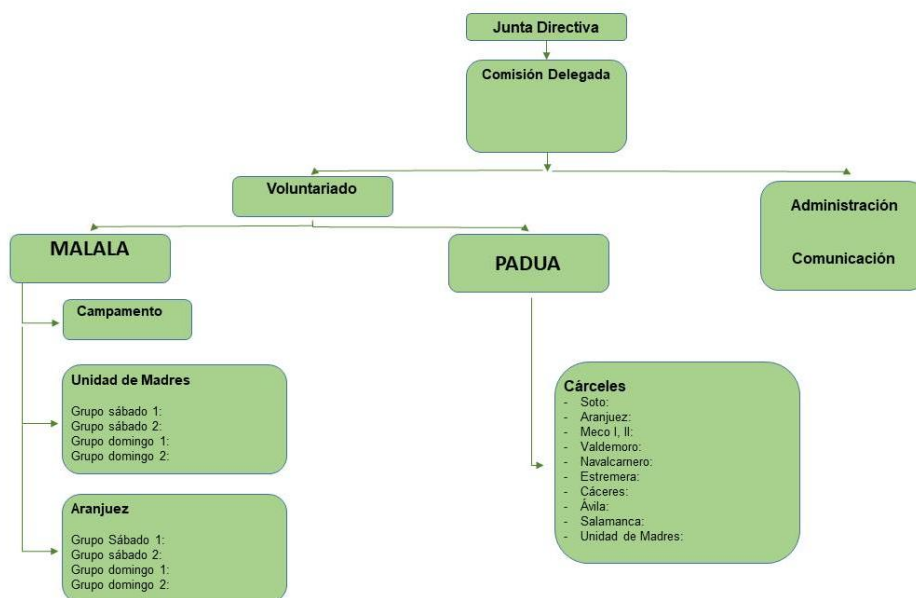 Junta Directiva
Comisión Delegada
Voluntariado
Administración
Comunicación
MALALA
PADUA
Campamento
Unidad de Madres
Grupo sábado 1:
Grupo sábado 2:
Grupo domingo 1:
Grupo domingo 2:
Aranjuez
Grupo Sábado 1:
Grupo sábado 2:
Grupo domingo 1:
Grupo domingo 2:
Cárceles
- Soto:
- Aranjuez:
- Meco I, II:
- Valdemoro:
- Navalcarnero:
- Estremera:
- Cáceres:
- Ávila:
- Salamanca:
- Unidad de Madres: